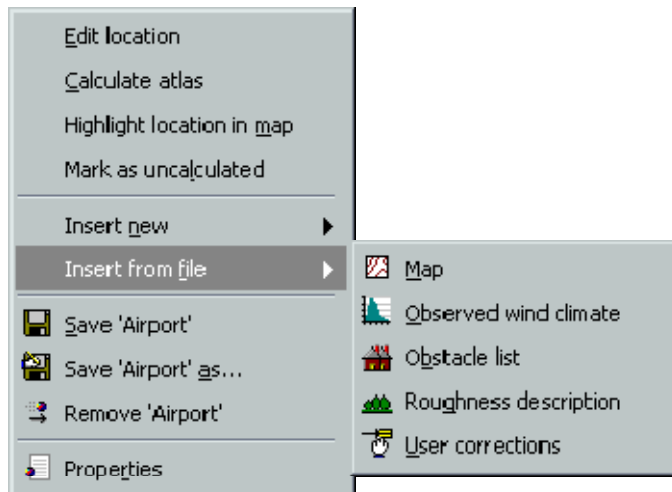 Edit location
Calculate atlas
Highlight location in map
Mark as uncalculated
Insert new
Insert from file
Save 'Airport'
Save 'Airport' as...
Remove 'Airport'
Properties
Map
Observed wind climate
Obstacle list
Roughness description
User corrections